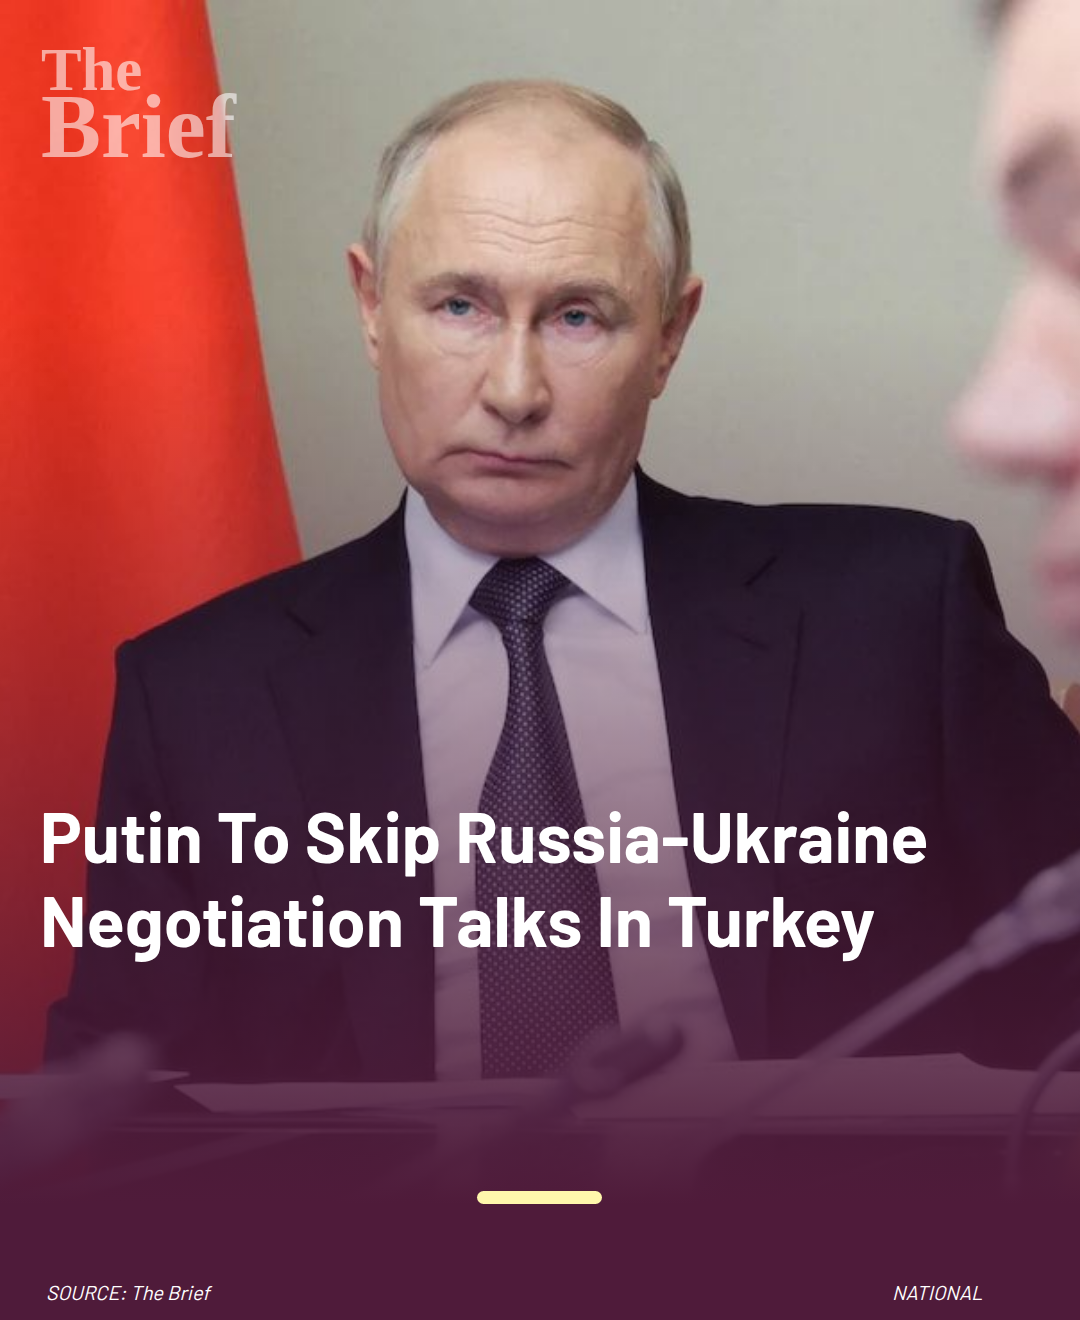 The
Brief
Putin To Skip Russia-Ukraine
Negotiation Talks In Turkey
SOURCE: The Brief
NATIONAL